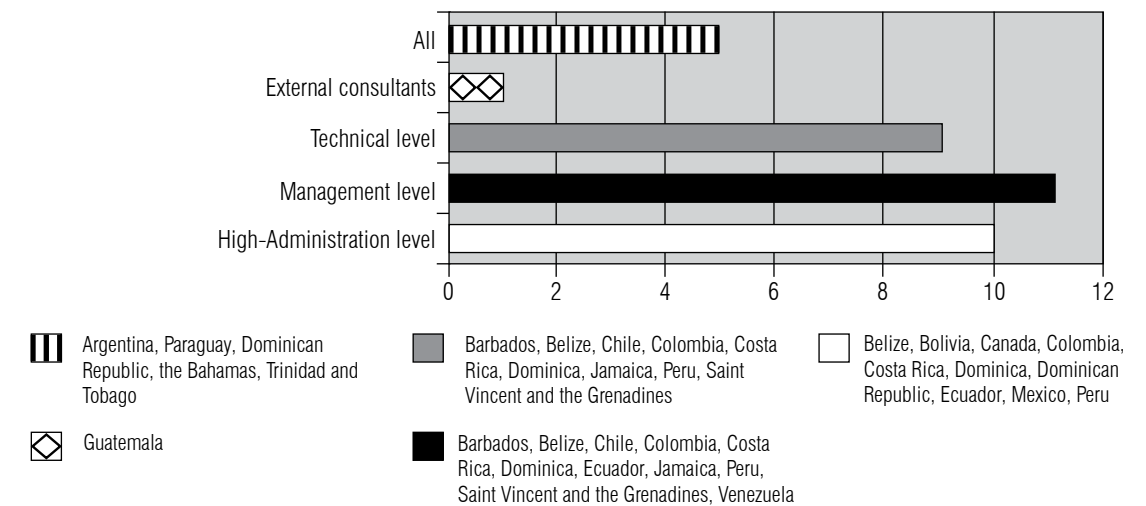 All
External consultants
Technical level
Management level
High-Administration level
0 2 4 6 8 10 12
Argentina, Paraguay, Dominican
Republic, the Bahamas, Trinidad and
Tobago
Guatemala
Barbados, Belize, Chile, Colombia, Costa
Rica, Dominica, Jamaica, Peru, Saint
Vincent and the Grenadines
Barbados, Belize, Chile, Colombia, Costa
Rica, Dominica, Ecuador, Jamaica, Peru,
Saint Vincent and the Grenadines, Venezuela
Belize, Bolivia, Canada, Colombia,
Costa Rica, Dominica, Dominican
Republic, Ecuador, Mexico, Peru